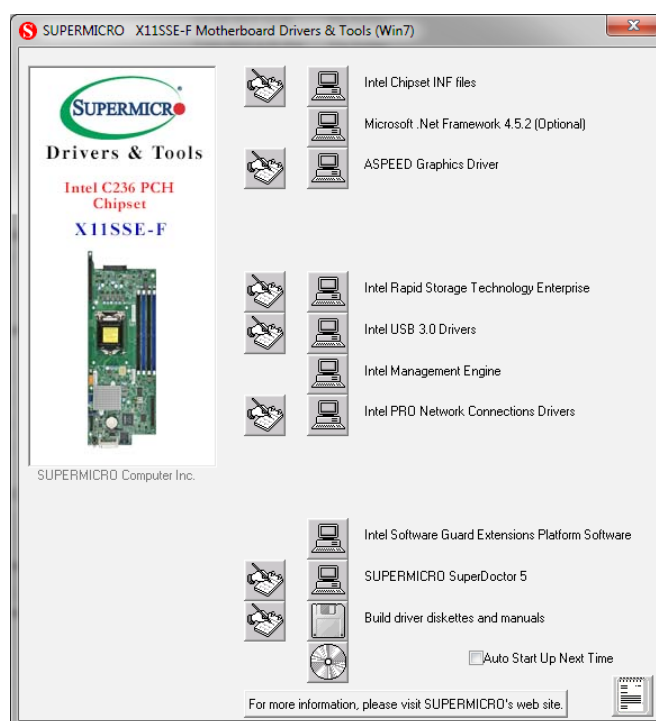 SUPERMICRO X11SSE-F Motherboard Drivers & Tools (Win7)
SUPERMICRO
Drivers & Tools
Intel C236 PCH
Chipset
X11SSE-F
SUPERMICRO Computer Inc.
Intel Chipset INF files
Microsoft .Net Framework 4.5.2 (Optional)
ASPEED Graphics Driver
Intel Rapid Storage Technology Enterprise
Intel USB 3.0 Drivers
Intel Management Engine
Intel PRO Network Connections Drivers
Intel Software Guard Extensions Platform Software
SUPERMICRO SuperDoctor 5
Build driver diskettes and manuals
Auto Start Up Next Time
For more information, please visit SUPERMICRO's web site.